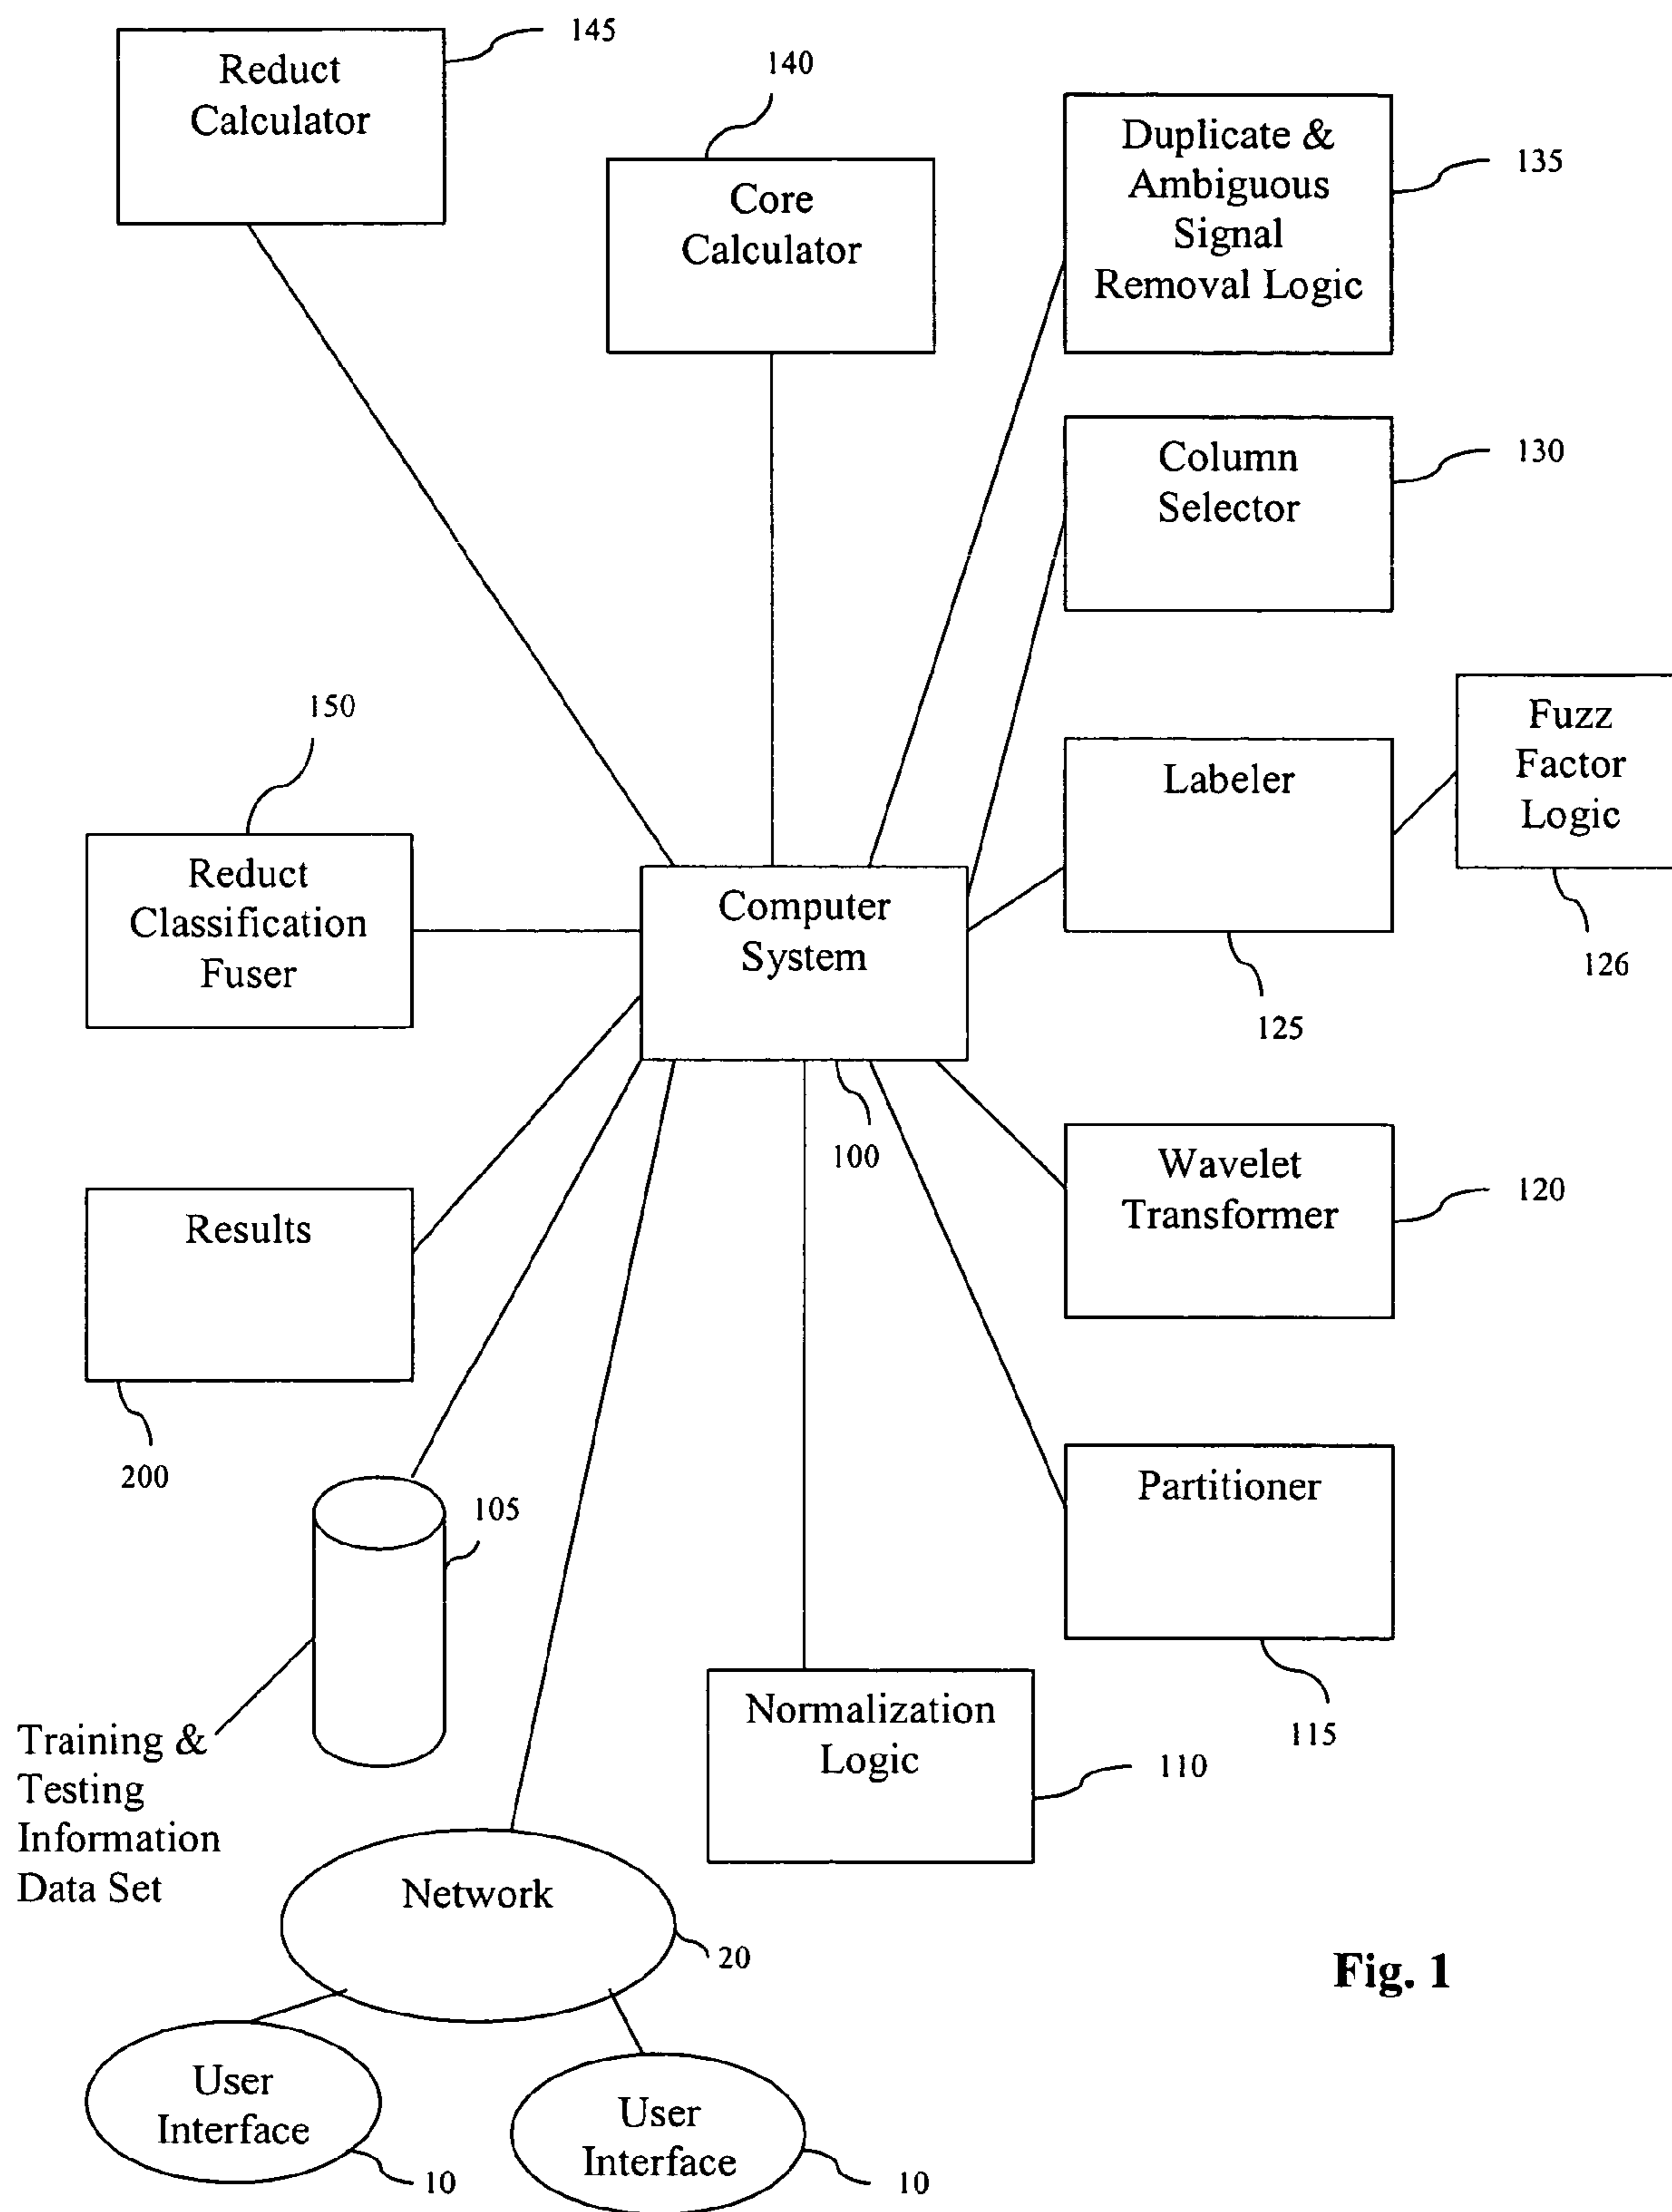 145
Reduct
Calculator
140
Core
Calculator
Duplicate &
Ambiguous
Signal
Removal Logic
135
Column
Selector
130
150
Fuzz
Factor
Logic
126
Labeler
125
Reduct
Classification
Fuser
Computer
System
100
Wavelet
Transformer
120
Results
200
105
Partitioner
115
Training &
Testing
Information
Data Set
Normalization
Logic
110
Network
20
Fig. 1
User
Interface
10
User
Interface
10